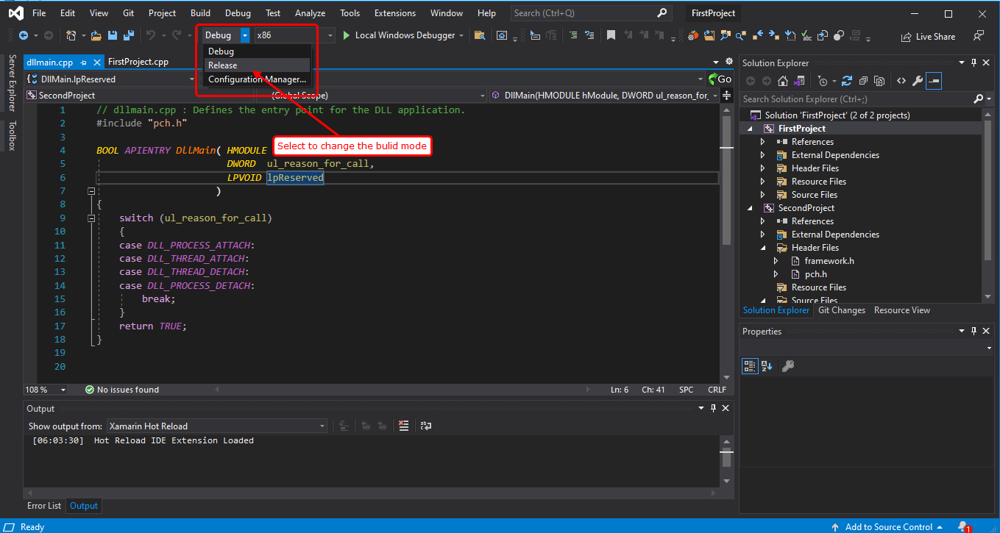 File Edit View Git Project Build Debug Test Analyze Tools Extensions Window Help Search (Ctrl+Q) FirstProject
Debug x86 Local Windows Debugger Live Share
Debug
Release
Configuration Manager...
Server Explorer
Toolbox
dllmain.cpp FirstProject.cpp
DllMain.lpReserved Go
SecondProject (Global Scope) DllMain(HMODULE hModule, DWORD ul_reason_for_
Select to change the bulid mode
1 // dllmain.cpp : Defines the entry point for the DLL application.
2 #include "pch.h"
3
4 BOOL APIENTRY DllMain( HMODULE
5 DWORD ul_reason_for_call,
6 LPVOID lpReserved
7 )
8 {
9 switch (ul_reason_for_call)
10 {
11 case DLL_PROCESS_ATTACH:
12 case DLL_THREAD_ATTACH:
13 case DLL_THREAD_DETACH:
14 case DLL_PROCESS_DETACH:
15 break;
16 }
17 return TRUE;
18 }
19
20
108 % No issues found Ln: 6 Ch: 41 SPC CRLF
Output
Show output from: Xamarin Hot Reload
[06:03:30] Hot Reload IDE Extension Loaded
Error List Output
Solution Explorer
Search Solution Explorer (Ctrl+;)
Solution 'FirstProject' (2 of 2 projects)
FirstProject
References
External Dependencies
Header Files
Resource Files
Source Files
SecondProject
References
External Dependencies
Header Files
framework.h
pch.h
Resource Files
Source Files
Solution Explorer Git Changes Resource View
Properties
Ready Add to Source Control 1